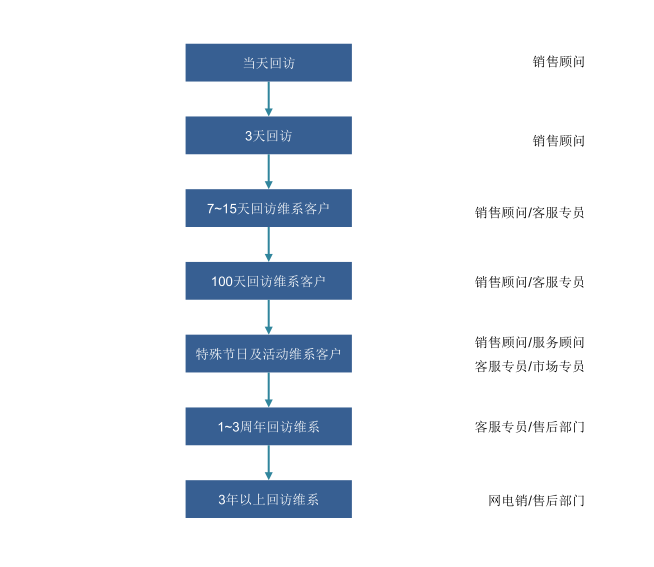 当天回访
销售顾问
3天回访
销售顾问
7~15天回访维系客户
销售顾问/客服专员
100天回访维系客户
销售顾问/客服专员
特殊节日及活动维系客户
销售顾问/服务顾问
客服专员/市场专员
1~3周年回访维系
客服专员/售后部门
3年以上回访维系
网电销/售后部门